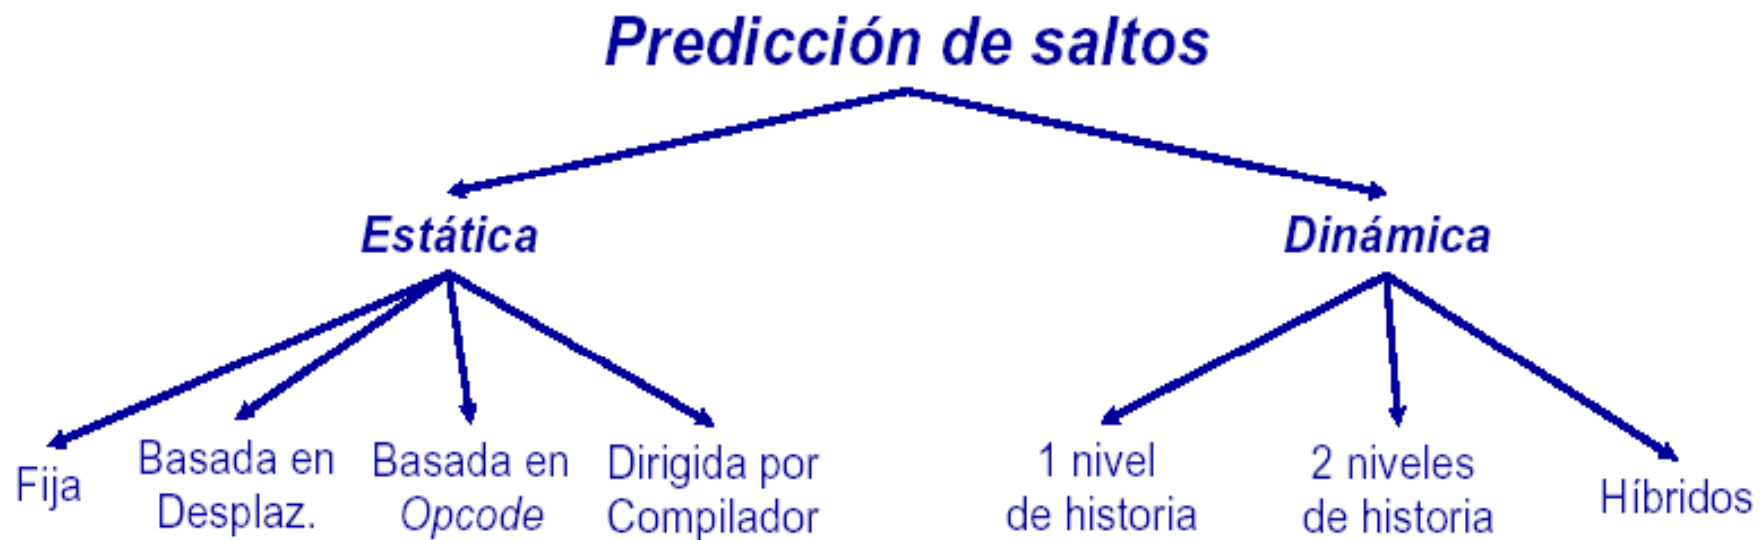 Predicción de saltos
Estática
Dinámica
Fija
Basada en
Desplaz.
Basada en
Opcode
Dirigida por
Compilador
1 nivel
de historia
2 niveles
de historia
Híbridos